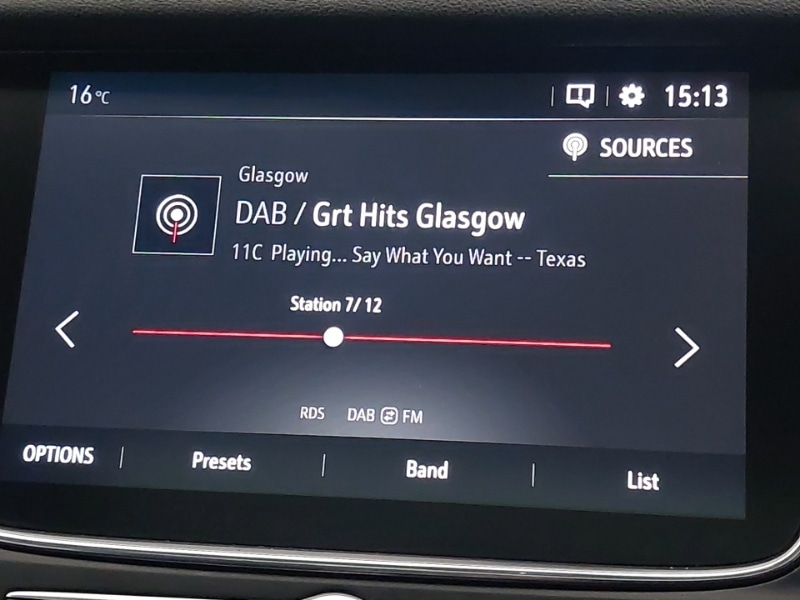 16°C
15:13
SOURCES
Glasgow
DAB / Grt Hits Glasgow
11C Playing... Say What You Want -- Texas
Station 7/12
RDS DAB FM
OPTIONS Presets Band List